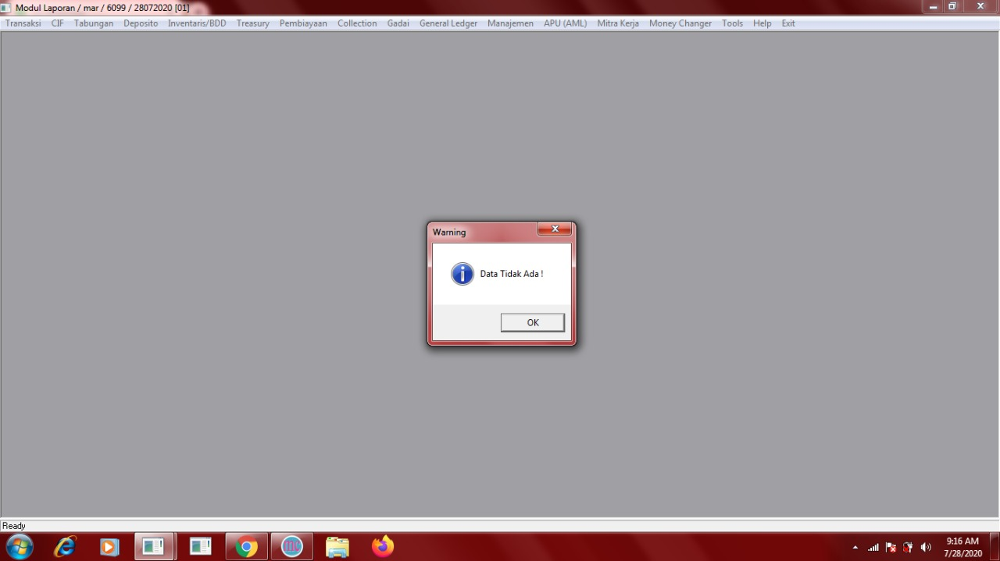 Modul Laporan / mar / 6099 / 28072020 [01]
Transaksi CIF Tabungan Deposito Inventaris/BDD Treasury Pembiayaan Collection Gadai General Ledger Manajemen APU (AML) Mitra Kerja Money Changer Tools Help Exit
Warning
Data Tidak Ada !
OK
Ready
9:16 AM
7/28/2020